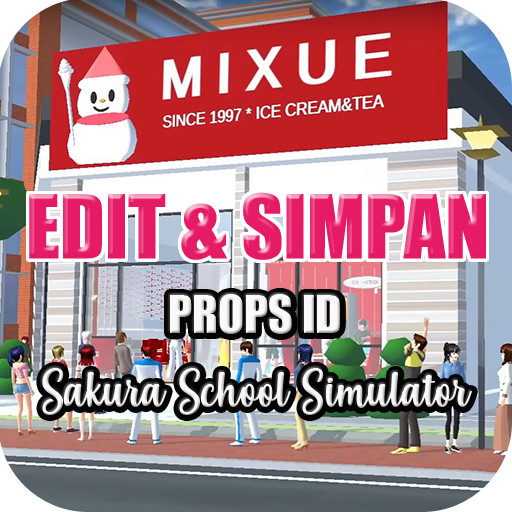 MIXUE
SINCE 1997 * ICE CREAM&TEA
EDIT & SIMPAN
PROPS ID
Sakura School Simulator